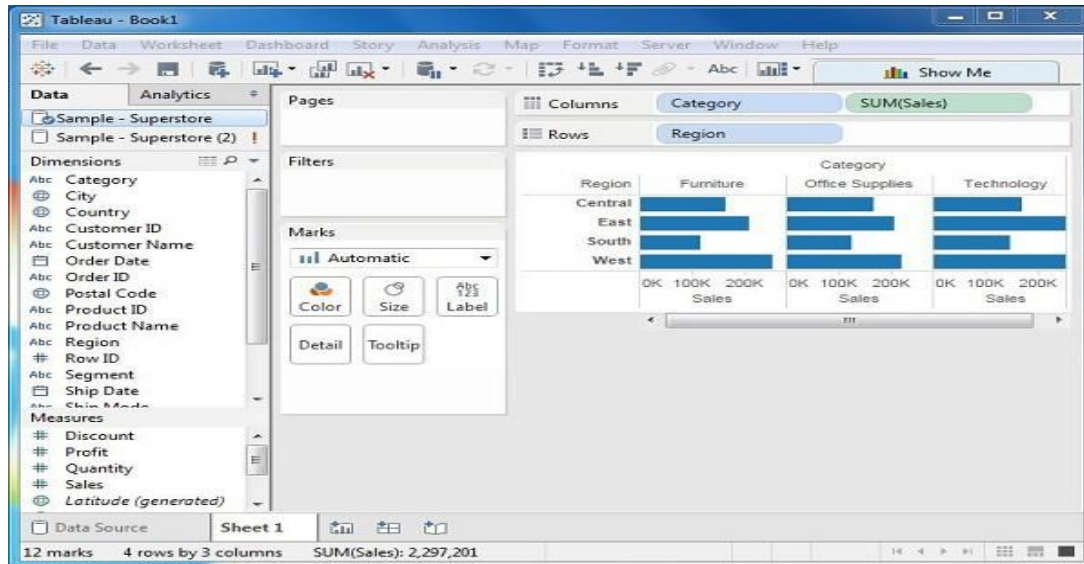 Tableau - Book1
File Data Worksheet Dashboard Story Analysis Map Format Server Window Help
Abc
Show Me
Data Analytics
Sample - Superstore
Sample - Superstore (2) !
Dimensions
Abc Category
City
Country
Abc Customer ID
Abc Customer Name
Order Date
Abc Order ID
Postal Code
Abc Product ID
Abc Product Name
Abc Region
# Row ID
Abc Segment
Ship Date
Abc Ship Mode
Measures
# Discount
# Profit
# Quantity
# Sales
Latitude (generated)
Pages
Filters
Marks
Automatic
Color Size Label
Abc 123
Detail Tooltip
Columns Category SUM(Sales)
Rows Region
Category
Region Furniture Office Supplies Technology
Central
East
South
West
0K 100K 200K 0K 100K 200K 0K 100K 200K
Sales Sales Sales
Data Source Sheet 1
12 marks 4 rows by 3 columns SUM(Sales): 2,297,201